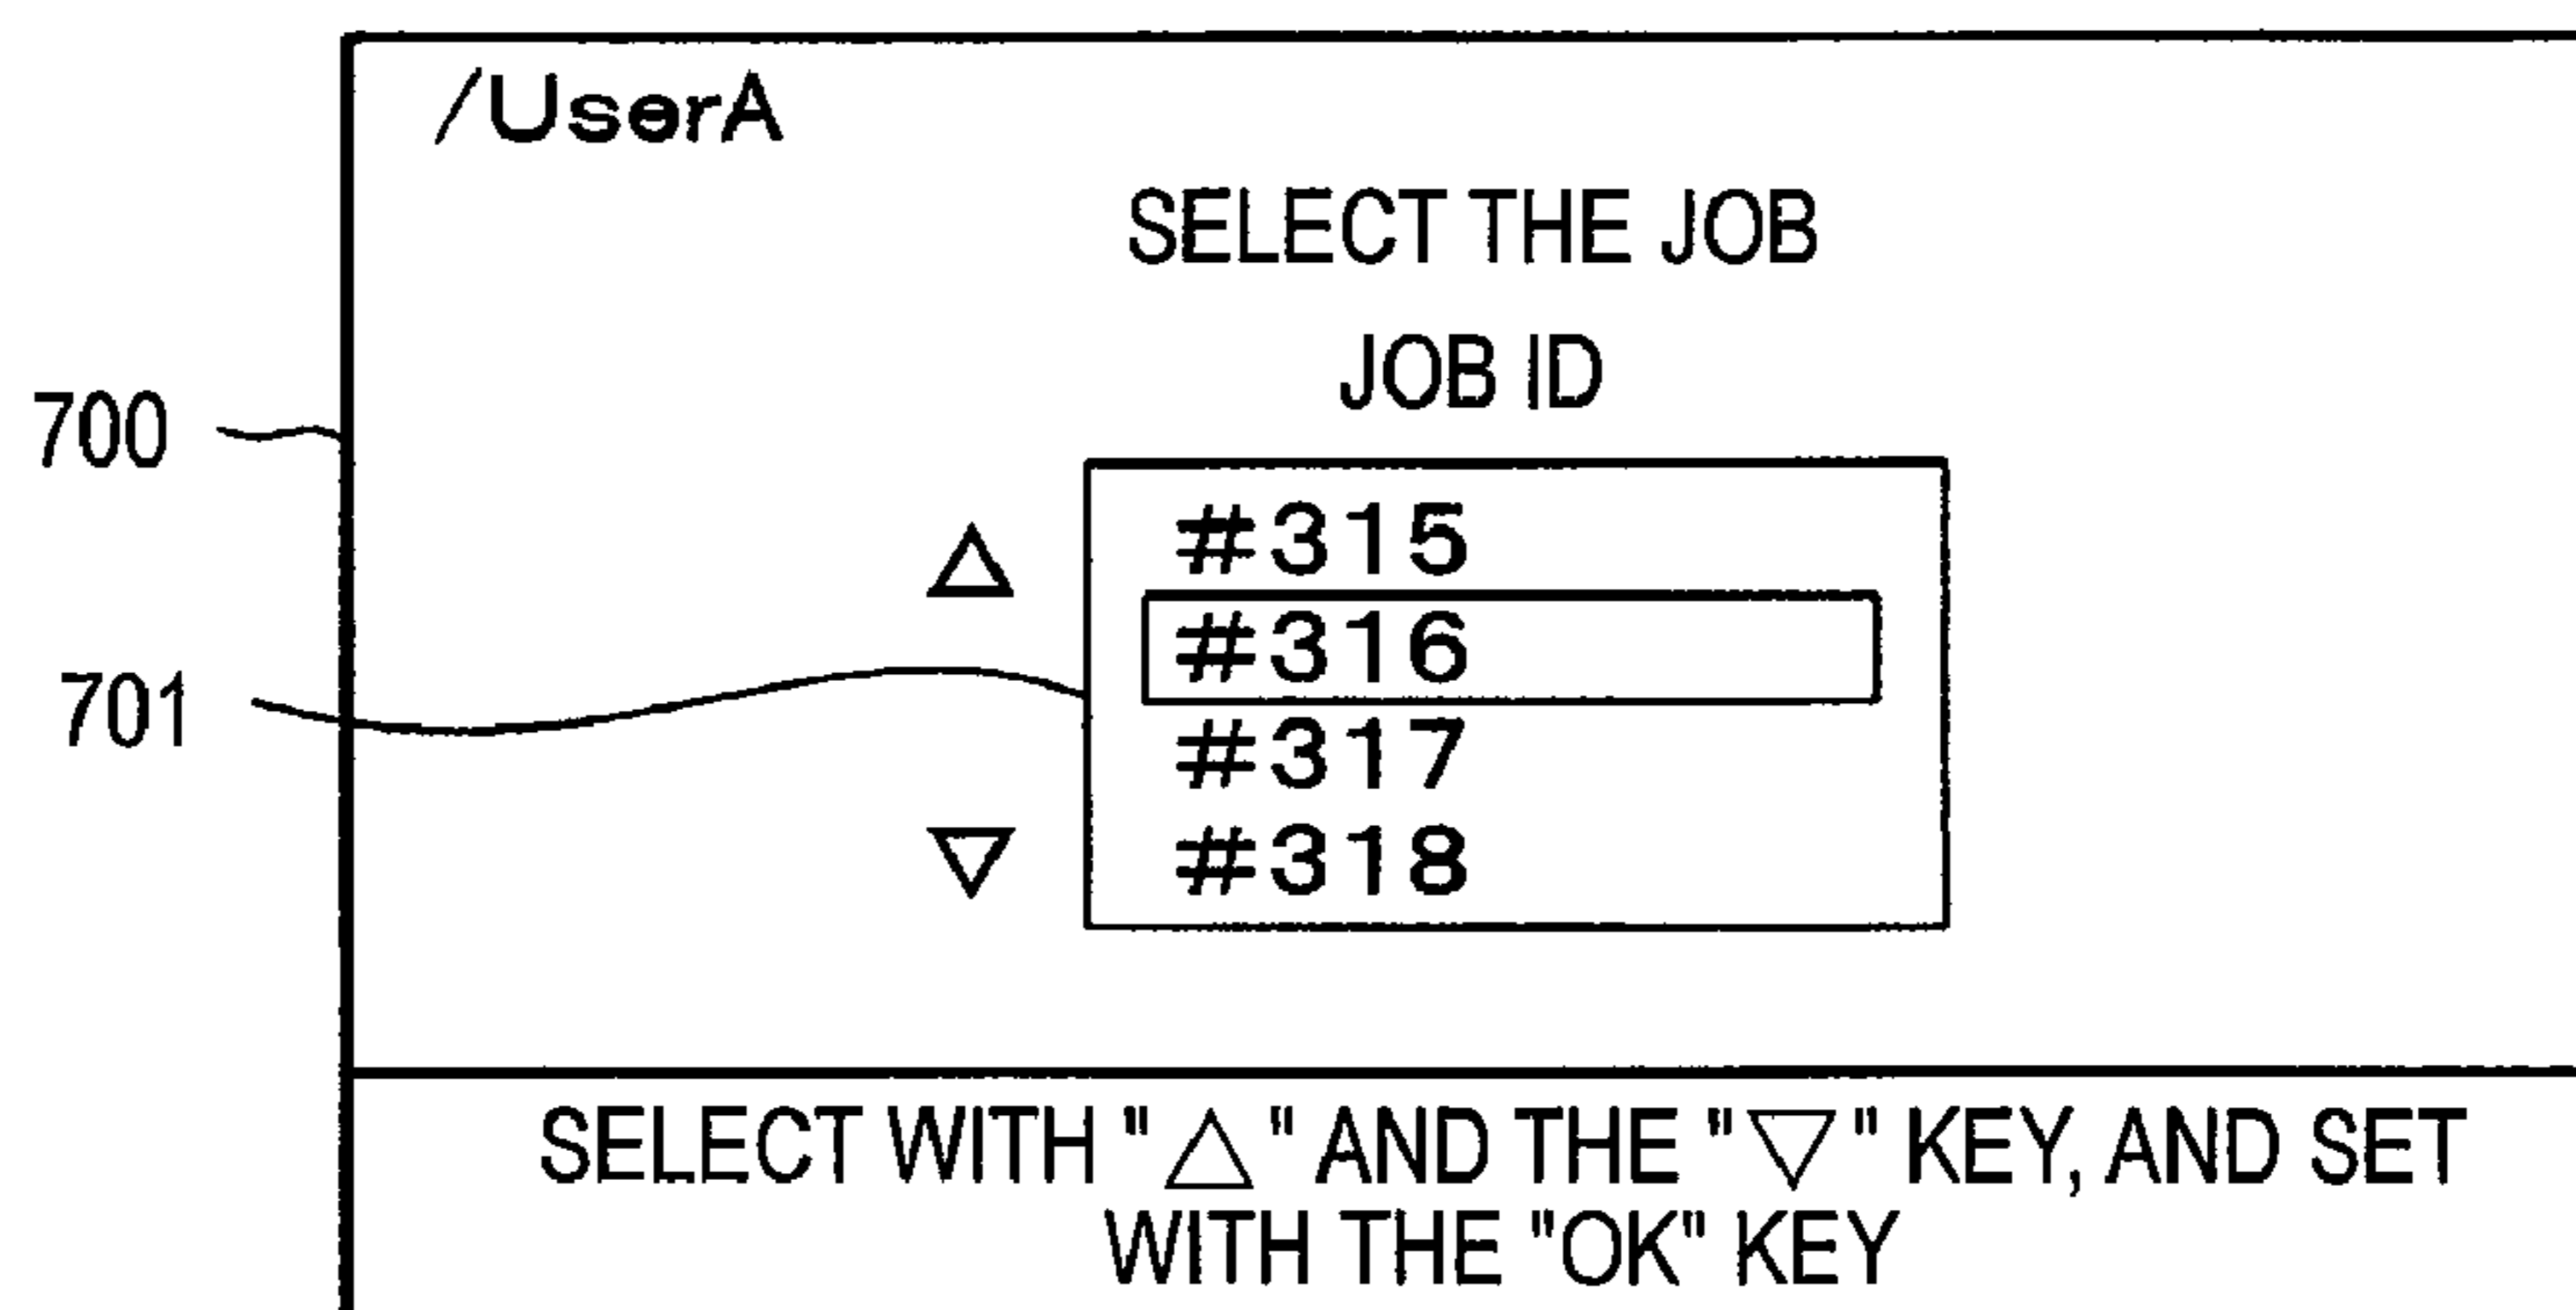 /UserA
SELECT THE JOB
JOB ID
700
#315
#316
701
#317
#318
SELECT WITH "△" AND THE "▽" KEY, AND SET
WITH THE "OK" KEY